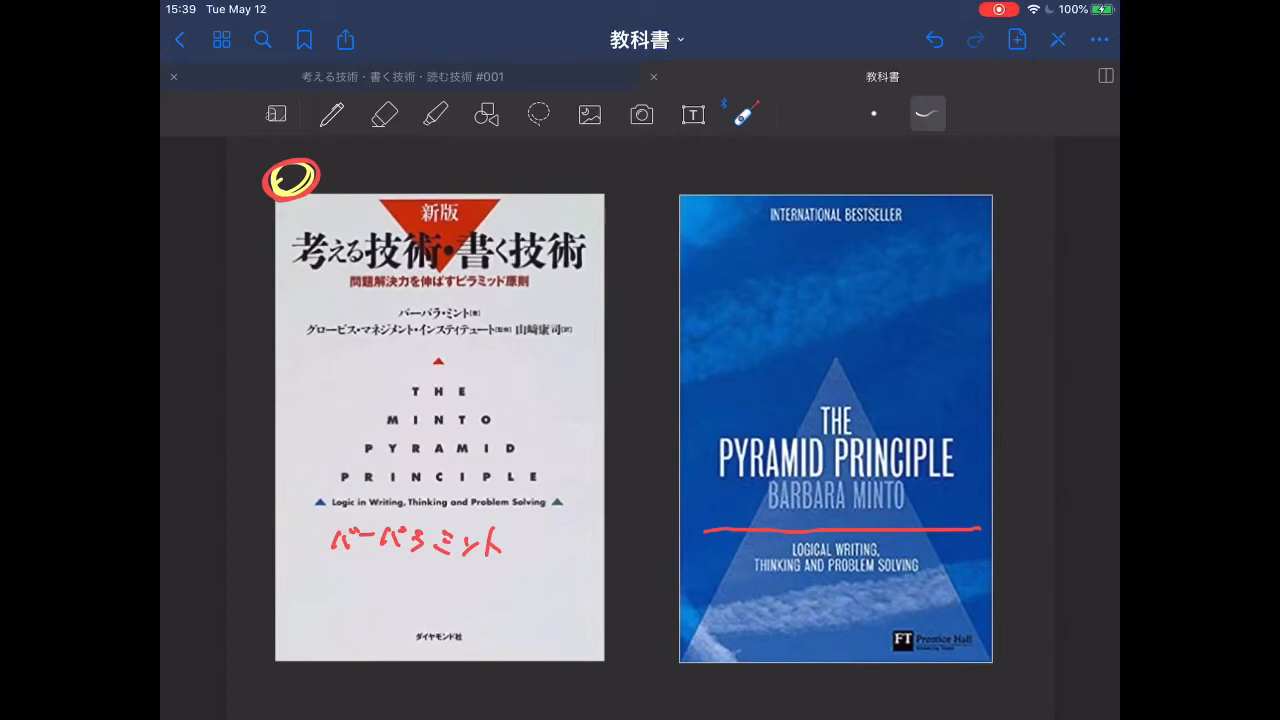 15:39 Tue May 12
100%
教科書
考える技術・書く技術・読む技術 #001
教科書
T
新版
考える技術・書く技術
問題解決力を伸ばすピラミッド原則
バーバラ・ミント[著]
グロービス・マネジメント・インスティテュート[監修] 山﨑康司[訳]
THE
MINTO
PYRAMID
PRINCIPLE
Logic in Writing, Thinking and Problem Solving
バーバラミント
ダイヤモンド社
INTERNATIONAL BESTSELLER
THE
PYRAMID PRINCIPLE
BARBARA MINTO
LOGICAL WRITING,
THINKING AND PROBLEM SOLVING
FT Prentice Hall